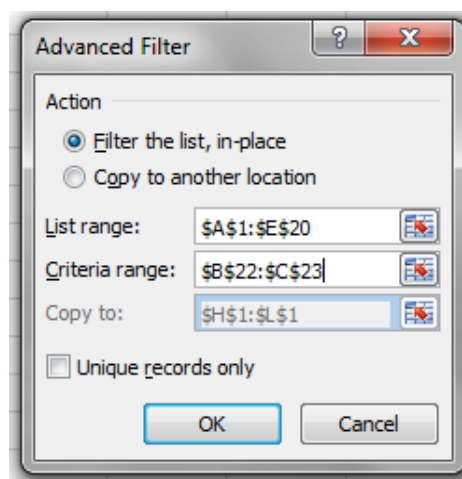 Advanced Filter
Action
Filter the list, in-place
Copy to another location
List range: $A$1:$E$20
Criteria range: $B$22:$C$23
Copy to: $H$1:$L$1
Unique records only
OK Cancel